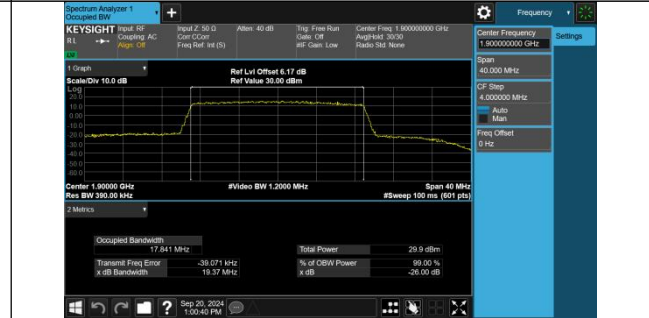 Spectrum Analyzer 1
Occupied BW
+
Frequency
KEYSIGHT
Input: RF
Input Z: 50 Ω
Atten: 40 dB
Trig: Free Run
Center Freq: 1.900000000 GHz
RL
Coupling: AC
Corr CCorr
Gate: Off
Avg|Hold: 30/30
Align: Off
Freq Ref: Int (S)
#IF Gain: Low
Radio Std: None
Center Frequency
1.900000000 GHz
Settings
Span
40.000 MHz
CF Step
4.000000 MHz
Auto
Man
Freq Offset
0 Hz
1 Graph
Scale/Div 10.0 dB
Ref Lvl Offset 6.17 dB
Ref Value 30.00 dBm
Log
20.0
10.0
0.00
-10.0
-20.0
-30.0
-40.0
-50.0
-60.0
Center 1.90000 GHz
#Video BW 1.2000 MHz
Span 40 MHz
Res BW 390.00 kHz
#Sweep 100 ms (601 pts)
2 Metrics
Occupied Bandwidth
17.841 MHz
Total Power 29.9 dBm
Transmit Freq Error -39.071 kHz
% of OBW Power 99.00 %
x dB Bandwidth 19.37 MHz
x dB -26.00 dB
?
Sep 20, 2024
1:00:40 PM